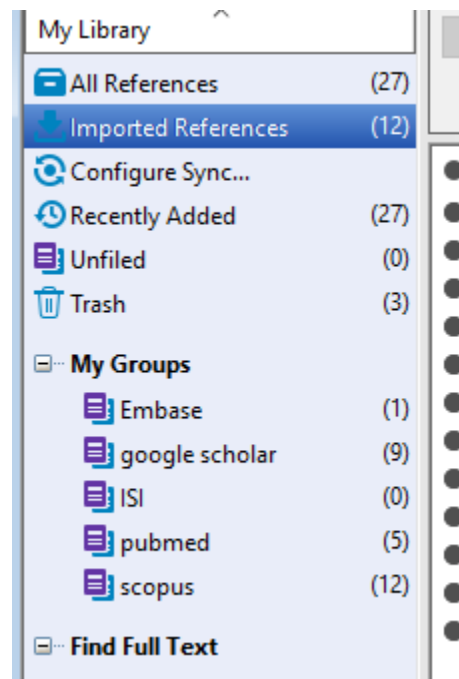 My Library
All References (27)
Imported References (12)
Configure Sync...
Recently Added (27)
Unfiled (0)
Trash (3)
My Groups
Embase (1)
google scholar (9)
ISI (0)
pubmed (5)
scopus (12)
Find Full Text